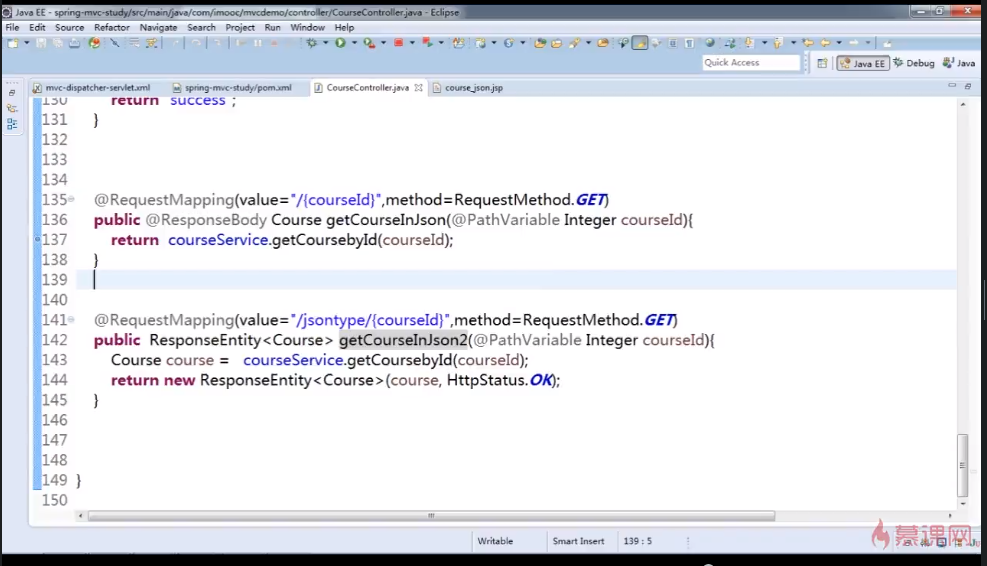 Java EE - spring-mvc-study/src/main/java/com/imooc/mvcdemo/controller/CourseController.java - Eclipse
File Edit Source Refactor Navigate Search Project Run Window Help
Quick Access
Java EE Debug Java
mvc-dispatcher-servlet.xml spring-mvc-study/pom.xml CourseController.java course_json.jsp
130 return "success";
131 }
132
133
134
135 @RequestMapping(value="/{courseId}",method=RequestMethod.GET)
136 public @ResponseBody Course getCourseInJson(@PathVariable Integer courseId){
137 return courseService.getCoursebyId(courseId);
138 }
139
140
141 @RequestMapping(value="/jsontype/{courseId}",method=RequestMethod.GET)
142 public ResponseEntity<Course> getCourseInJson2(@PathVariable Integer courseId){
143 Course course = courseService.getCoursebyId(courseId);
144 return new ResponseEntity<Course>(course, HttpStatus.OK);
145 }
146
147
148
149 }
150
Writable Smart Insert 139 : 5
慕课网